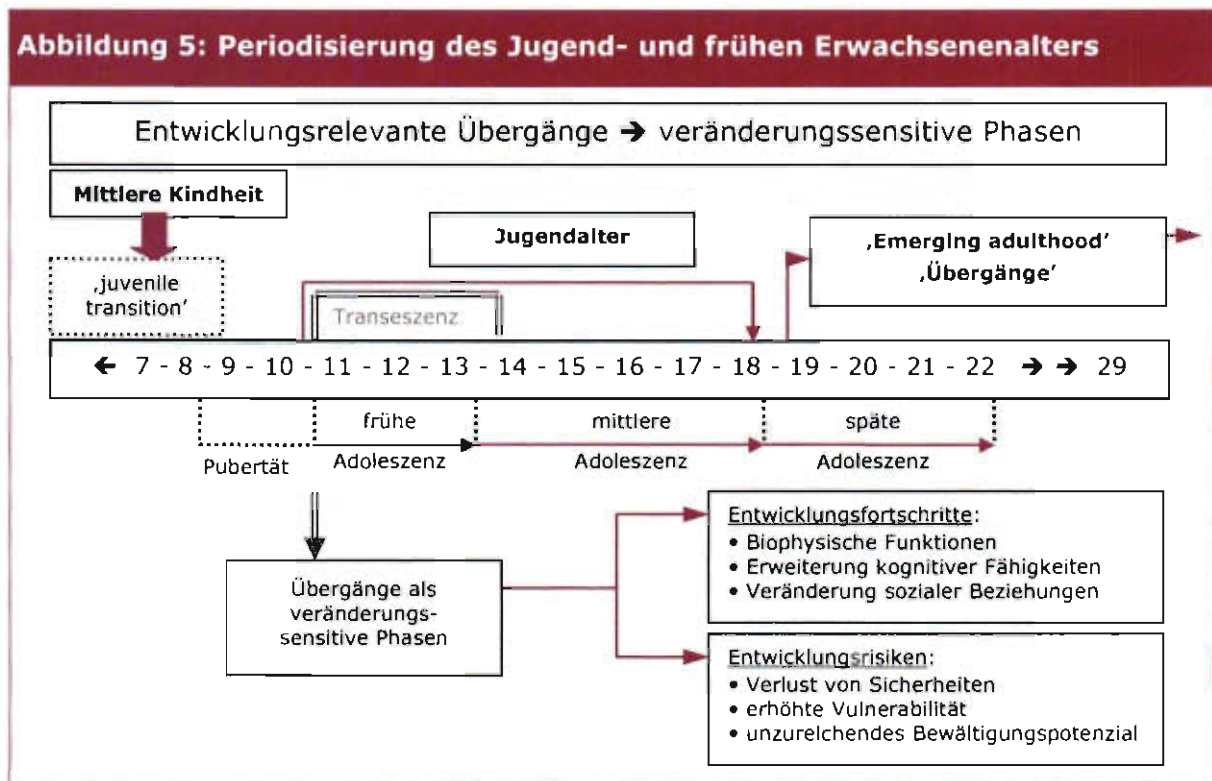 Abbildung 5: Periodisierung des Jugend- und frühen Erwachsenenalters
Entwicklungsrelevante Übergänge ➔ veränderungssensitive Phasen
Mittlere Kindheit
‚juvenile
transition’
Jugendalter
‚Emerging adulthood’
‚Übergänge’
Transeszenz
← 7 - 8 - 9 - 10 - 11 - 12 - 13 - 14 - 15 - 16 - 17 - 18 - 19 - 20 - 21 - 22 ➔ ➔ 29
Pubertät
frühe
Adoleszenz
mittlere
Adoleszenz
späte
Adoleszenz
Übergänge als
veränderungs-
sensitive Phasen
Entwicklungsfortschritte:
• Biophysische Funktionen
• Erweiterung kognitiver Fähigkeiten
• Veränderung sozialer Beziehungen
Entwicklungsrisiken:
• Verlust von Sicherheiten
• erhöhte Vulnerabilität
• unzureichendes Bewältigungspotenzial